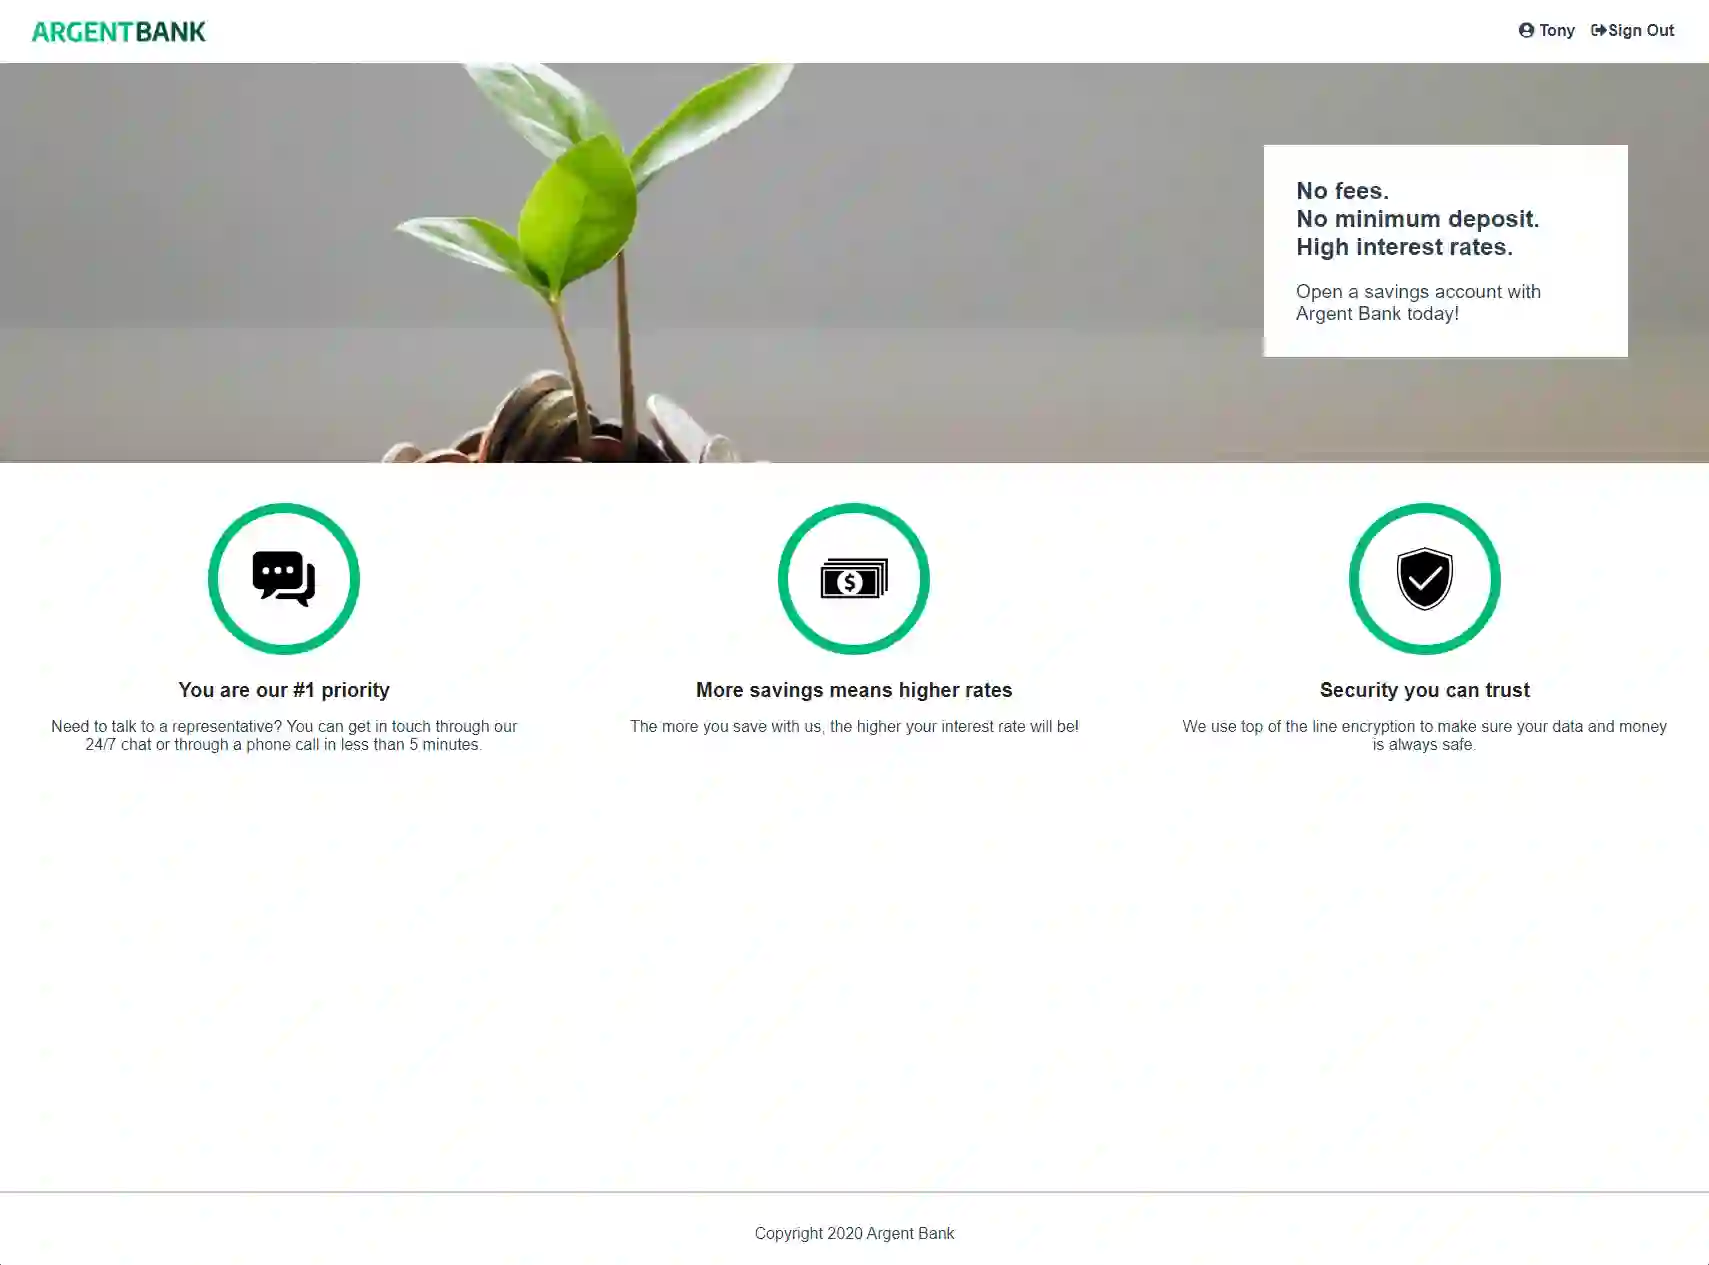 ARGENTBANK
Tony Sign Out
No fees.
No minimum deposit.
High interest rates.
Open a savings account with
Argent Bank today!
$
You are our #1 priority
Need to talk to a representative? You can get in touch through our
24/7 chat or through a phone call in less than 5 minutes.
More savings means higher rates
The more you save with us, the higher your interest rate will be!
Security you can trust
We use top of the line encryption to make sure your data and money
is always safe.
Copyright 2020 Argent Bank